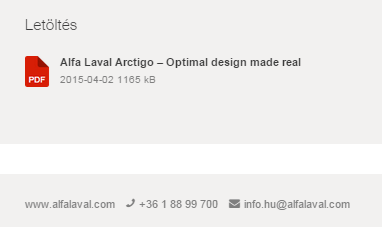 Letöltés
Alfa Laval Arctigo – Optimal design made real
PDF
2015-04-02 1165 kB
www.alfalaval.com +36 1 88 99 700 info.hu@alfalaval.com